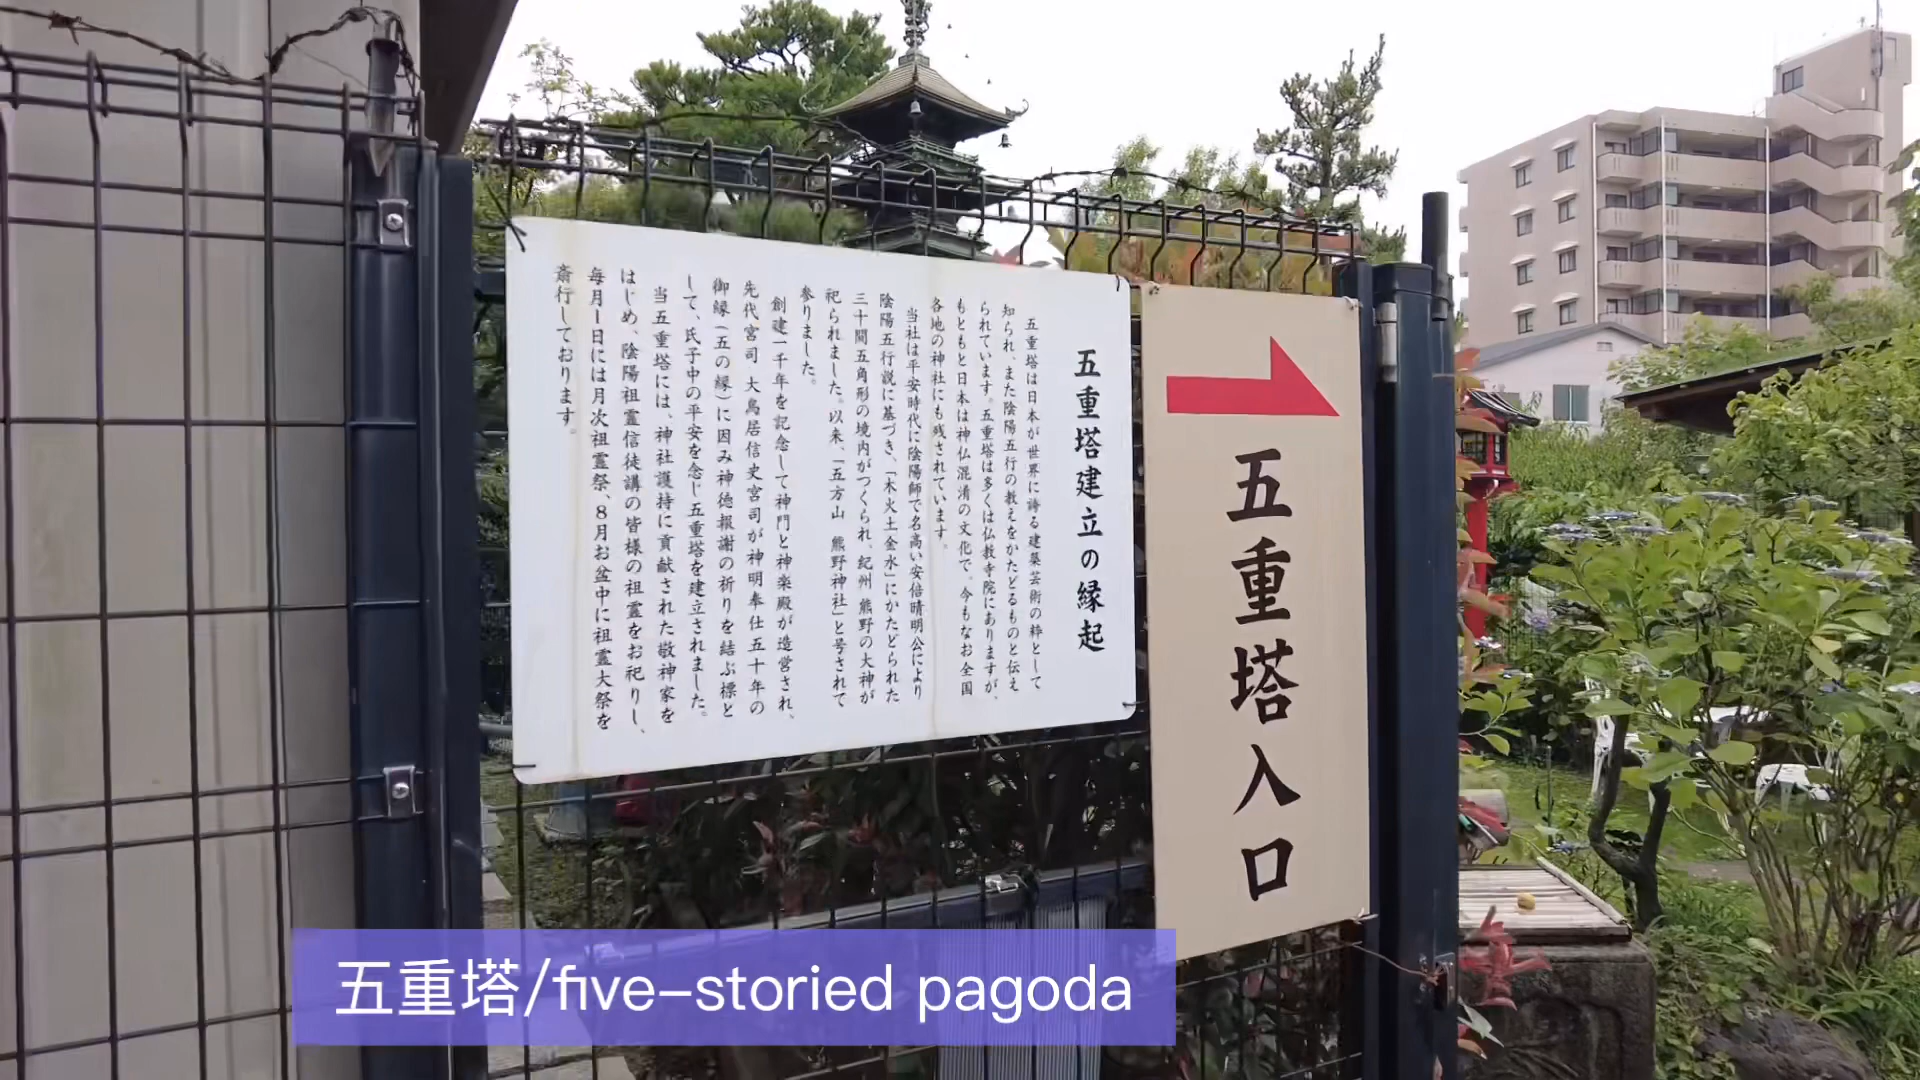 五重塔建立の縁起
五重塔は日本が世界に誇る建築芸術の粋として
知られ、また陰陽五行の教えをかたどるものと伝え
られています。五重塔は多くは仏教寺院にありますが、
もともと日本は神仏混淆の文化で。今もなお全国
各地の神社にも残されています。
当社は平安時代に陰陽師で名高い安倍晴明公により
陰陽五行説に基づき、「木火土金水」にかたどられた
三十間五角形の境内がつくられ、紀州 熊野の大神が
祀られました。以来、「五方山 熊野神社」と号されて
参りました。
創建一千年を記念して神門と神楽殿が造営され、
先代宮司 大鳥居信史宮司が神明奉仕五十年の
御縁(五の縁)に因み神徳報謝の祈りを結ぶ標と
して、氏子中の平安を念じ五重塔を建立されました。
当五重塔には、神社護持に貢献された敬神家を
はじめ、陰陽祖霊信徒講の皆様の祖霊をお祀りし、
毎月1日には月次祖霊祭、8月お盆中に祖霊大祭を
斎行しております。
五重塔入口
五重塔/five-storied pagoda